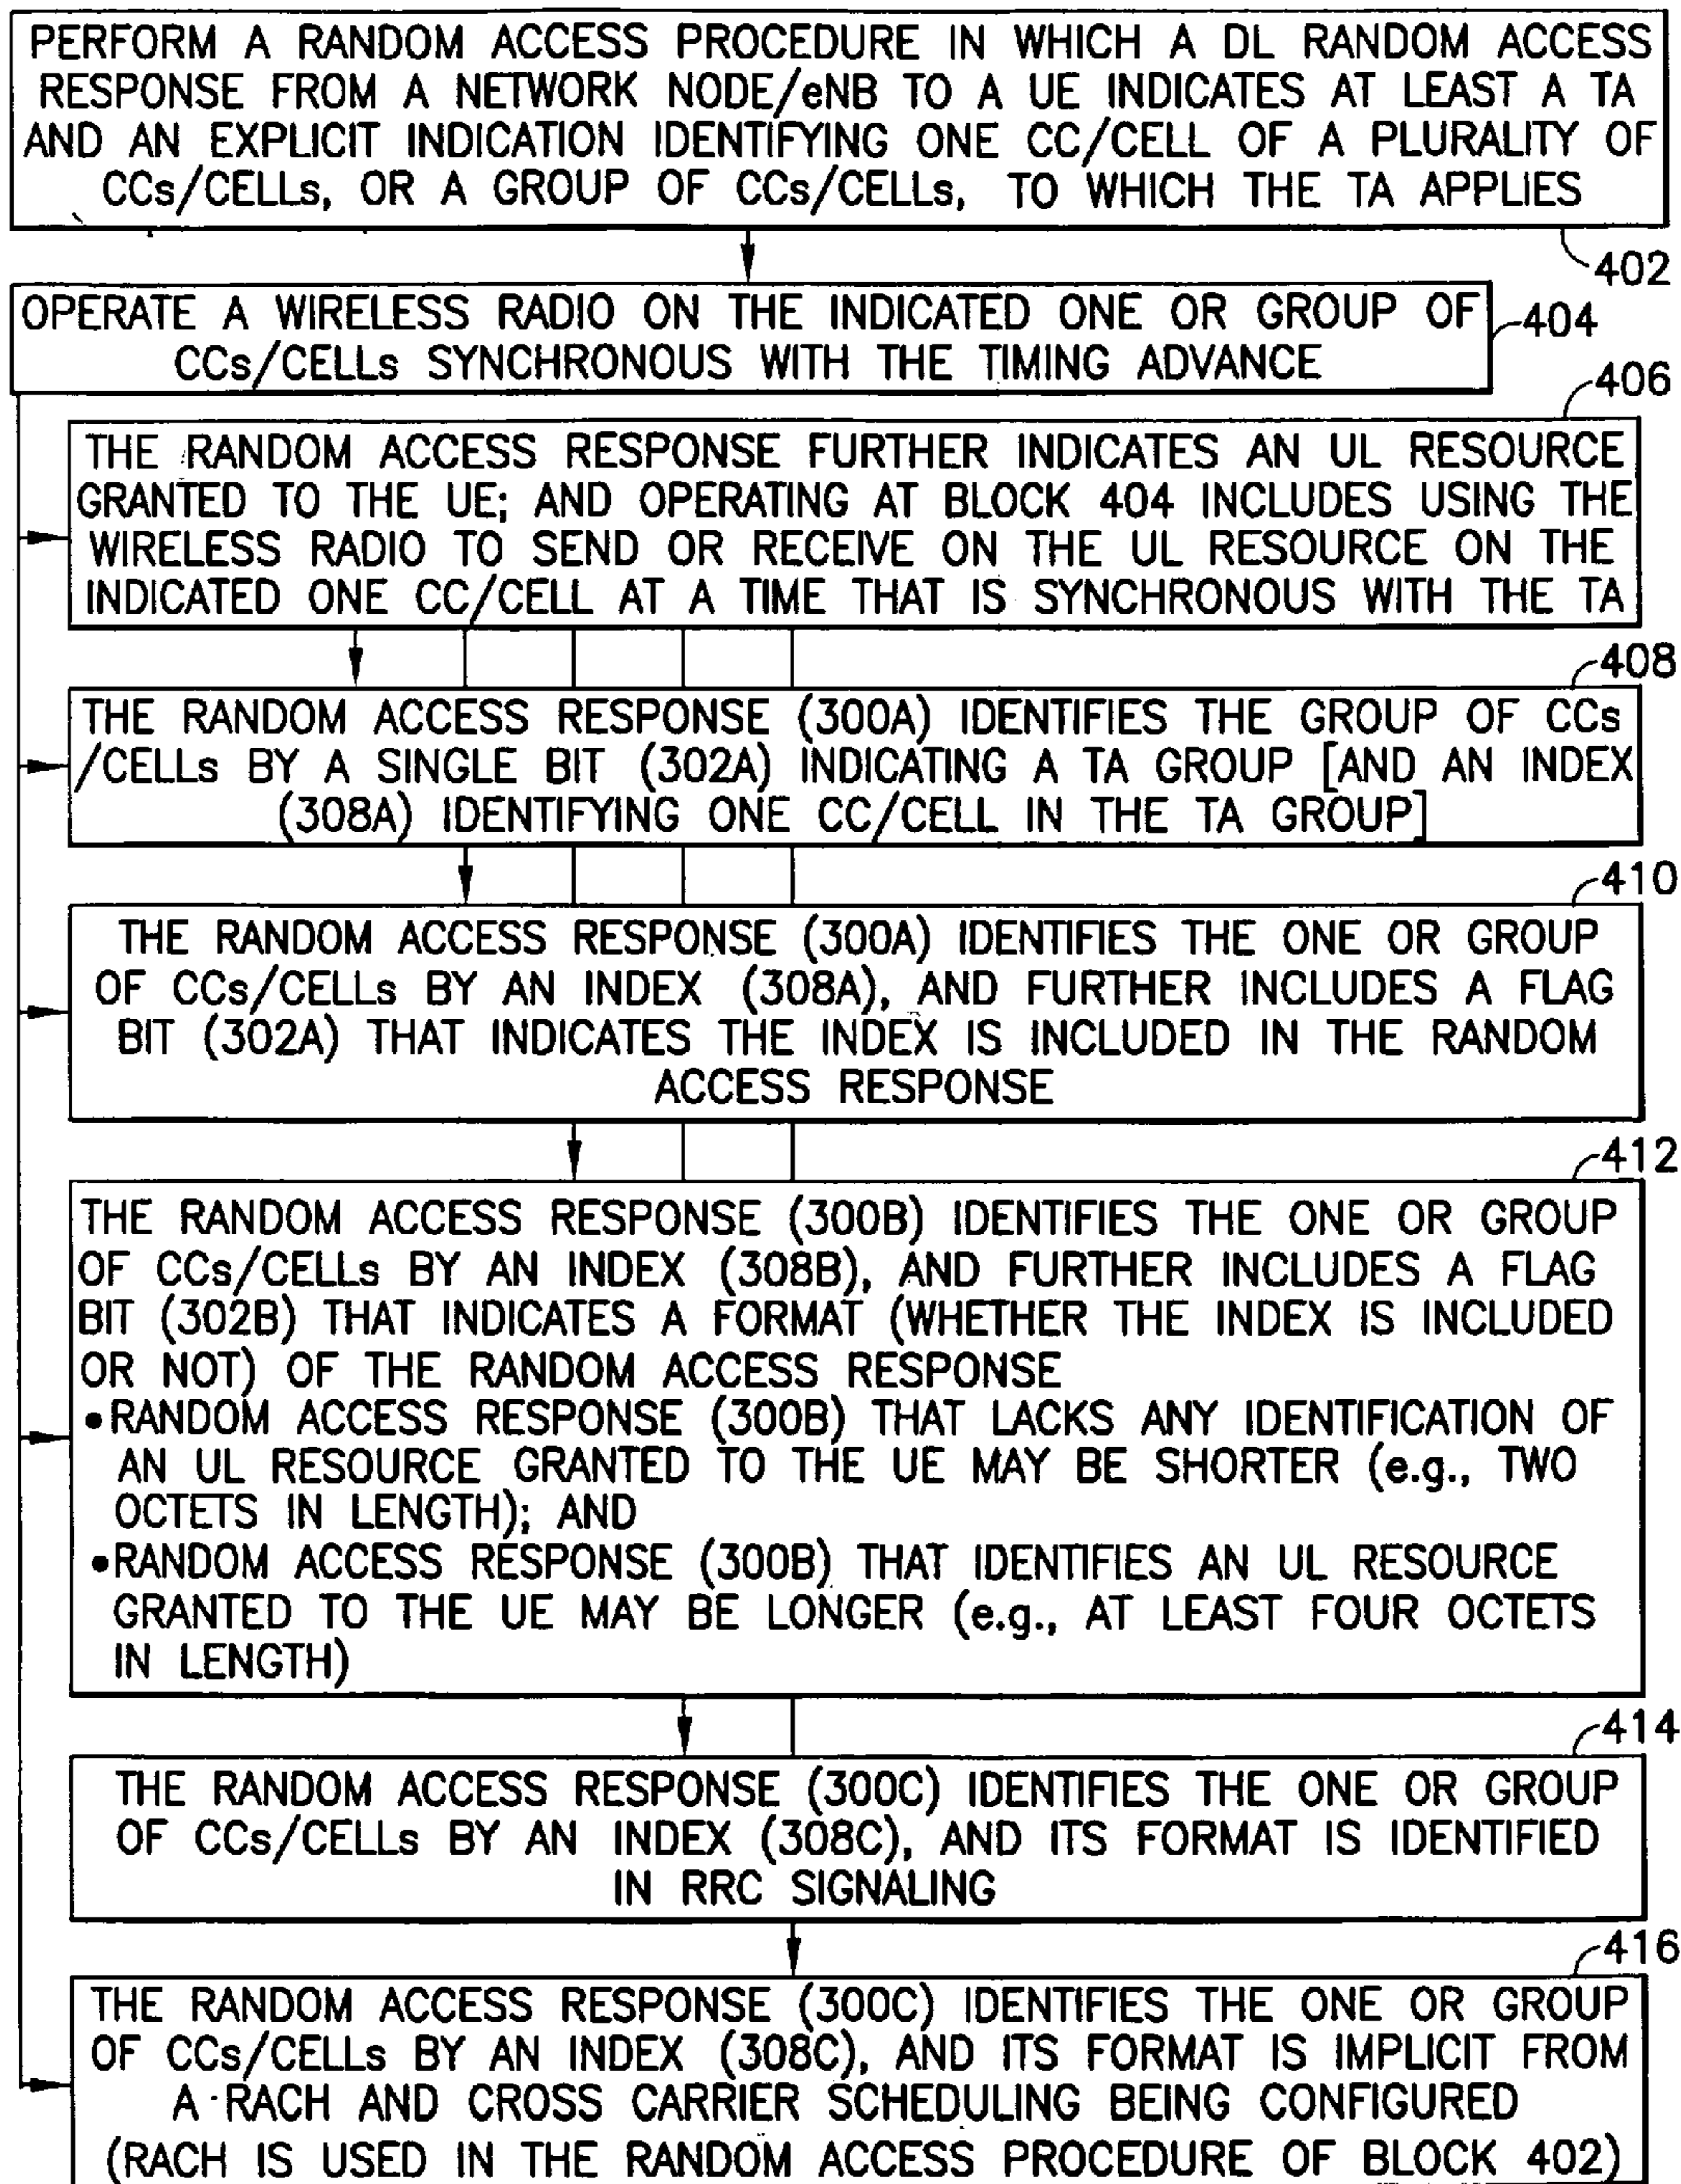 PERFORM A RANDOM ACCESS PROCEDURE IN WHICH A DL RANDOM ACCESS
RESPONSE FROM A NETWORK NODE/eNB TO A UE INDICATES AT LEAST A TA
AND AN EXPLICIT INDICATION IDENTIFYING ONE CC/CELL OF A PLURALITY OF
CCs/CELLs, OR A GROUP OF CCs/CELLs, TO WHICH THE TA APPLIES
402
OPERATE A WIRELESS RADIO ON THE INDICATED ONE OR GROUP OF
CCs/CELLs SYNCHRONOUS WITH THE TIMING ADVANCE
404
406
THE RANDOM ACCESS RESPONSE FURTHER INDICATES AN UL RESOURCE
GRANTED TO THE UE; AND OPERATING AT BLOCK 404 INCLUDES USING THE
WIRELESS RADIO TO SEND OR RECEIVE ON THE UL RESOURCE ON THE
INDICATED ONE CC/CELL AT A TIME THAT IS SYNCHRONOUS WITH THE TA
408
THE RANDOM ACCESS RESPONSE (300A) IDENTIFIES THE GROUP OF CCs
/CELLs BY A SINGLE BIT (302A) INDICATING A TA GROUP [AND AN INDEX
(308A) IDENTIFYING ONE CC/CELL IN THE TA GROUP]
410
THE RANDOM ACCESS RESPONSE (300A) IDENTIFIES THE ONE OR GROUP
OF CCs/CELLs BY AN INDEX (308A), AND FURTHER INCLUDES A FLAG
BIT (302A) THAT INDICATES THE INDEX IS INCLUDED IN THE RANDOM
ACCESS RESPONSE
412
THE RANDOM ACCESS RESPONSE (300B) IDENTIFIES THE ONE OR GROUP
OF CCs/CELLs BY AN INDEX (308B), AND FURTHER INCLUDES A FLAG
BIT (302B) THAT INDICATES A FORMAT (WHETHER THE INDEX IS INCLUDED
OR NOT) OF THE RANDOM ACCESS RESPONSE
•RANDOM ACCESS RESPONSE (300B) THAT LACKS ANY IDENTIFICATION OF
AN UL RESOURCE GRANTED TO THE UE MAY BE SHORTER (e.g., TWO
OCTETS IN LENGTH); AND
•RANDOM ACCESS RESPONSE (300B) THAT IDENTIFIES AN UL RESOURCE
GRANTED TO THE UE MAY BE LONGER (e.g., AT LEAST FOUR OCTETS
IN LENGTH)
414
THE RANDOM ACCESS RESPONSE (300C) IDENTIFIES THE ONE OR GROUP
OF CCs/CELLs BY AN INDEX (308C), AND ITS FORMAT IS IDENTIFIED
IN RRC SIGNALING
416
THE RANDOM ACCESS RESPONSE (300C) IDENTIFIES THE ONE OR GROUP
OF CCs/CELLs BY AN INDEX (308C), AND ITS FORMAT IS IMPLICIT FROM
A RACH AND CROSS CARRIER SCHEDULING BEING CONFIGURED
(RACH IS USED IN THE RANDOM ACCESS PROCEDURE OF BLOCK 402)